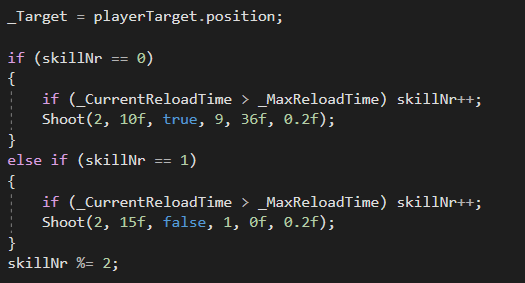 _Target = playerTarget.position;

if (skillNr == 0)
{
    if (_CurrentReloadTime > _MaxReloadTime) skillNr++;
    Shoot(2, 10f, true, 9, 36f, 0.2f);
}
else if (skillNr == 1)
{
    if (_CurrentReloadTime > _MaxReloadTime) skillNr++;
    Shoot(2, 15f, false, 1, 0f, 0.2f);
}
skillNr %= 2;